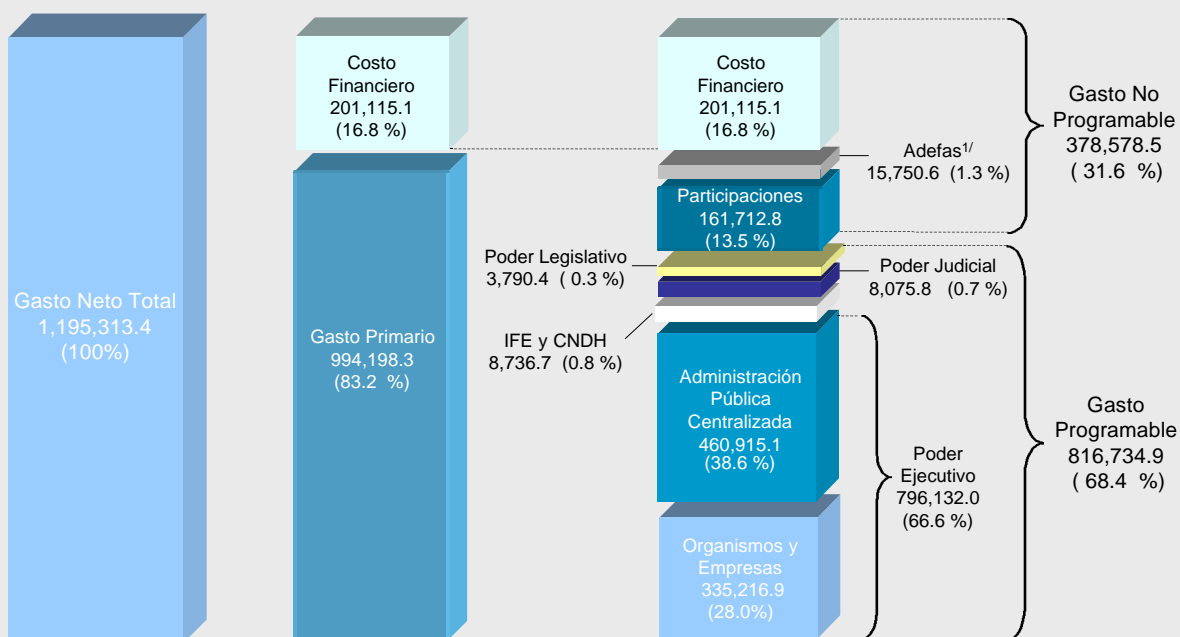 Gasto Neto Total
1,195,313.4
(100%)
Costo
Financiero
201,115.1
(16.8 %)
Gasto Primario
994,198.3
(83.2 %)
Costo
Financiero
201,115.1
(16.8 %)
Adefas1/
15,750.6 (1.3 %)
Participaciones
161,712.8
(13.5 %)
Poder Legislativo
3,790.4 ( 0.3 %)
Poder Judicial
8,075.8 (0.7 %)
IFE y CNDH
8,736.7 (0.8 %)
Administración
Pública
Centralizada
460,915.1
(38.6 %)
Organismos y
Empresas
335,216.9
(28.0%)
Poder
Ejecutivo
796,132.0
(66.6 %)
Gasto No
Programable
378,578.5
( 31.6 %)
Gasto
Programable
816,734.9
( 68.4 %)